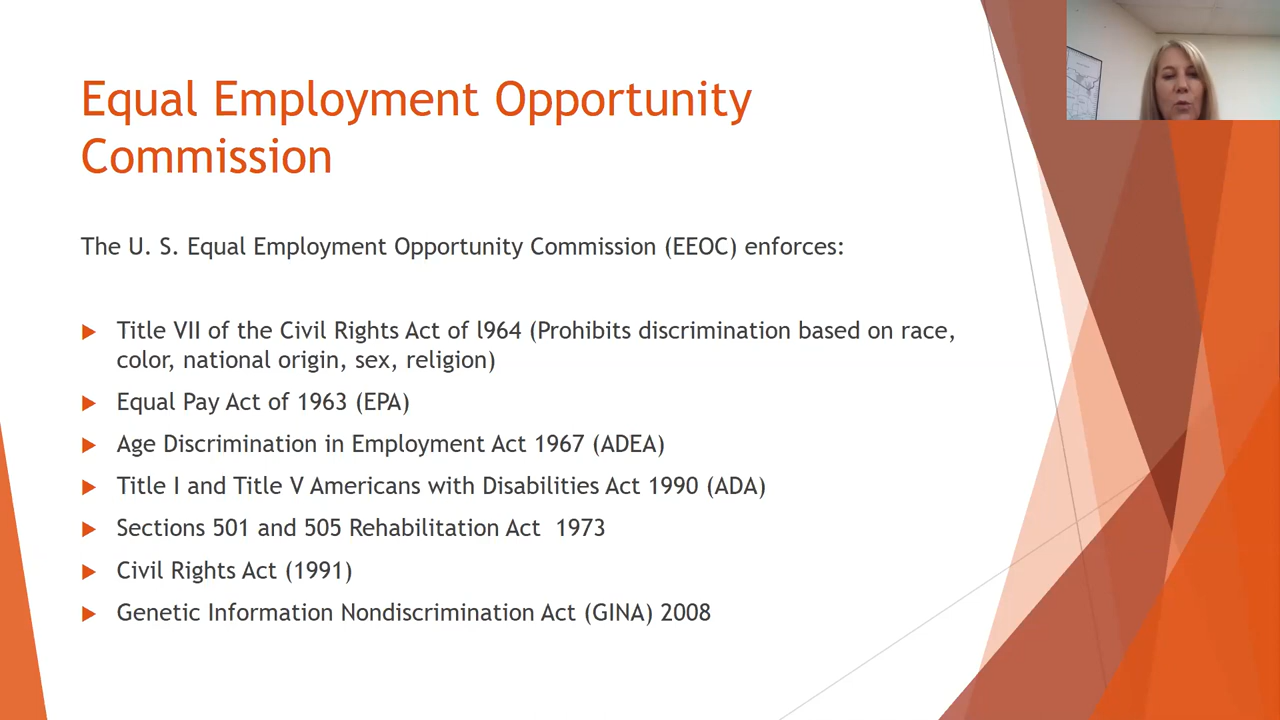 Equal Employment Opportunity
Commission
The U. S. Equal Employment Opportunity Commission (EEOC) enforces:
Title VII of the Civil Rights Act of l964 (Prohibits discrimination based on race,
color, national origin, sex, religion)
Equal Pay Act of 1963 (EPA)
Age Discrimination in Employment Act 1967 (ADEA)
Title I and Title V Americans with Disabilities Act 1990 (ADA)
Sections 501 and 505 Rehabilitation Act  1973
Civil Rights Act (1991)
Genetic Information Nondiscrimination Act (GINA) 2008